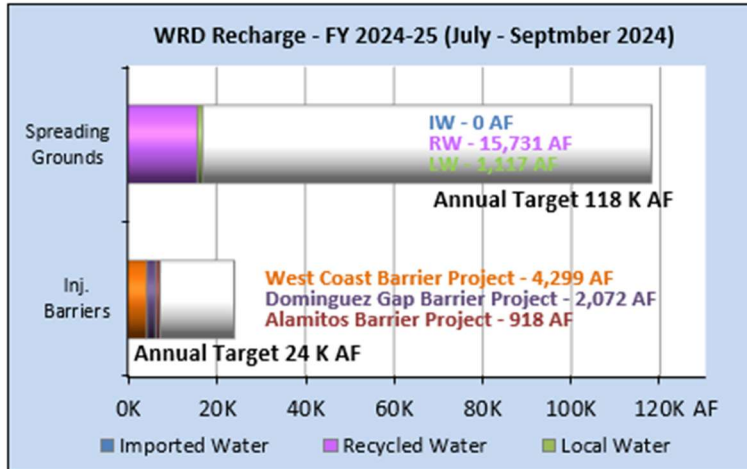 WRD Recharge - FY 2024-25 (July - Septmber 2024)
Spreading
Grounds
IW - 0 AF
RW - 15,731 AF
LW - 1,117 AF
Annual Target 118 K AF
Inj.
Barriers
West Coast Barrier Project - 4,299 AF
Dominguez Gap Barrier Project - 2,072 AF
Alamitos Barrier Project - 918 AF
Annual Target 24 K AF
0K 20K 40K 60K 80K 100K 120K AF
Imported Water Recycled Water Local Water